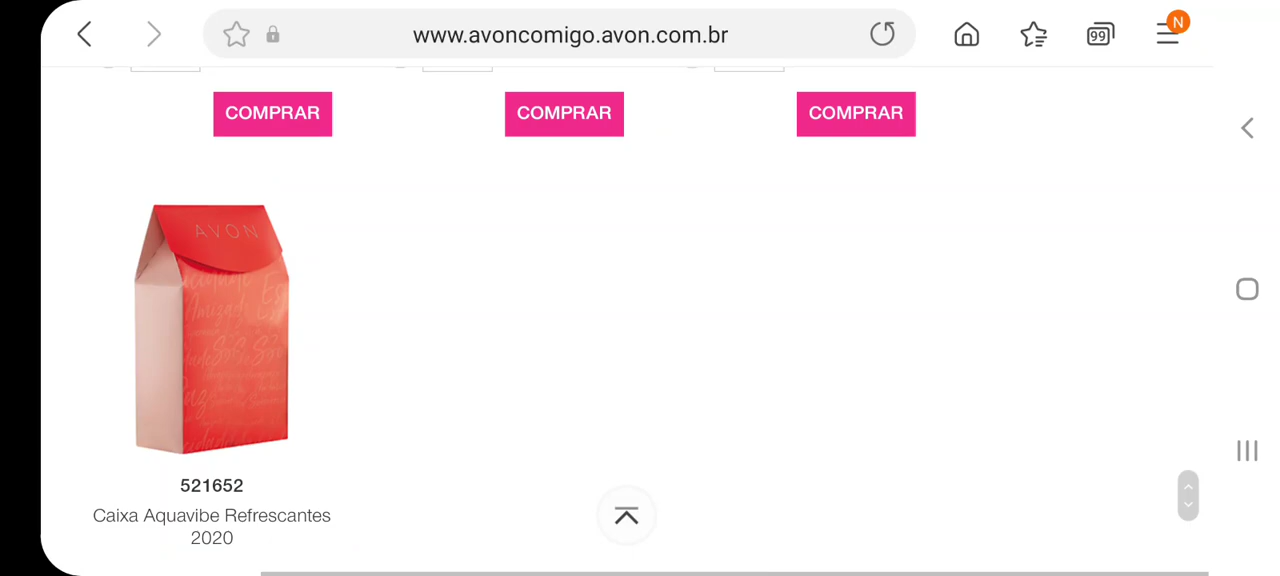 www.avoncomigo.avon.com.br
99
N
COMPRAR COMPRAR COMPRAR
AVON
521652
Caixa Aquavibe Refrescantes
2020